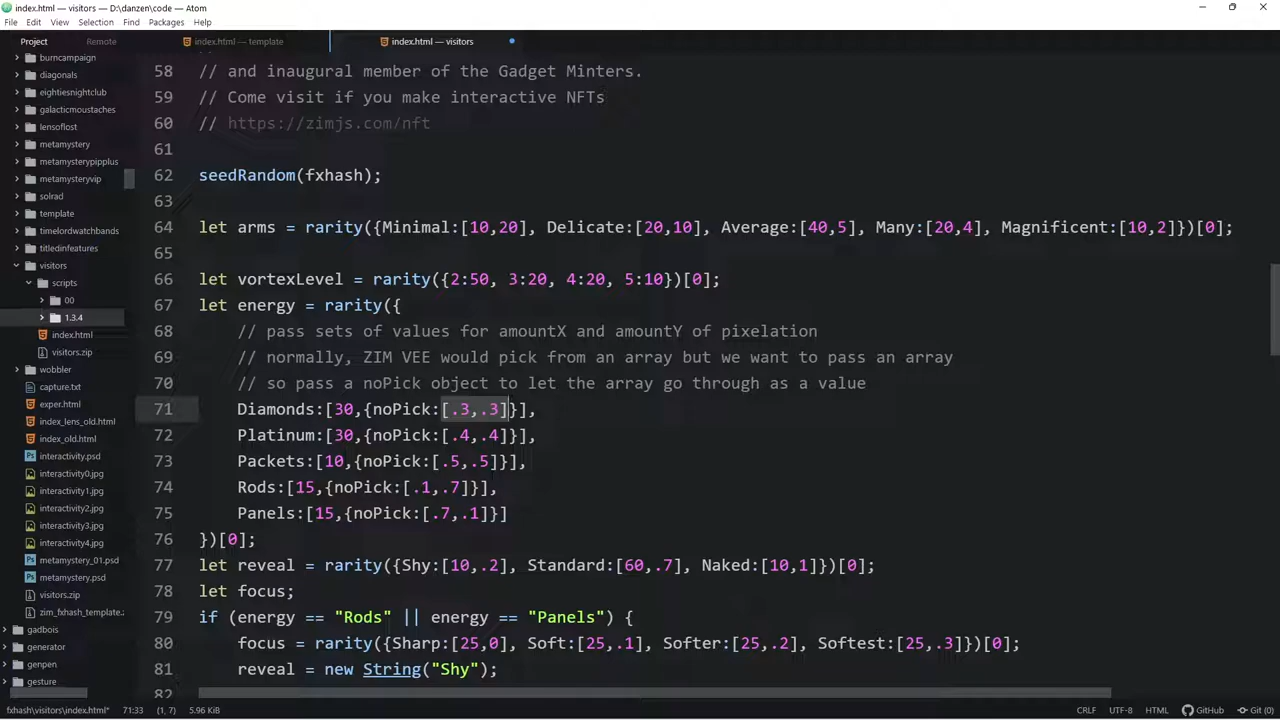 index.html — visitors — D:\danzen\code — Atom
File Edit View Selection Find Packages Help
Project Remote index.html — template index.html — visitors
burncampaign
diagonals
eightiesnightclub
galacticmoustaches
lensoflost
metamystery
metamysterypipplus
metamysteryvip
solrad
template
timelordwatchbands
titledinfeatures
visitors
scripts
00
1.3.4
index.html
visitors.zip
wobbler
capture.txt
exper.html
index_lens_old.html
index_old.html
interactivity.psd
interactivity0.jpg
interactivity1.jpg
interactivity2.jpg
interactivity3.jpg
interactivity4.jpg
metamystery_01.psd
metamystery.psd
visitors.zip
zim_fxhash_template.
gadbois
generator
genpen
gesture
58 // and inaugural member of the Gadget Minters.
59 // Come visit if you make interactive NFTs
60 // https://zimjs.com/nft
61
62 seedRandom(fxhash);
63
64 let arms = rarity({Minimal:[10,20], Delicate:[20,10], Average:[40,5], Many:[20,4], Magnificent:[10,2]})[0];
65
66 let vortexLevel = rarity({2:50, 3:20, 4:20, 5:10})[0];
67 let energy = rarity({
68 // pass sets of values for amountX and amountY of pixelation
69 // normally, ZIM VEE would pick from an array but we want to pass an array
70 // so pass a noPick object to let the array go through as a value
71 Diamonds:[30,{noPick:[.3,.3]}],
72 Platinum:[30,{noPick:[.4,.4]}],
73 Packets:[10,{noPick:[.5,.5]}],
74 Rods:[15,{noPick:[.1,.7]}],
75 Panels:[15,{noPick:[.7,.1]}]
76 })[0];
77 let reveal = rarity({Shy:[10,.2], Standard:[60,.7], Naked:[10,1]})[0];
78 let focus;
79 if (energy == "Rods" || energy == "Panels") {
80 focus = rarity({Sharp:[25,0], Soft:[25,.1], Softer:[25,.2], Softest:[25,.3]})[0];
81 reveal = new String("Shy");
82
fxhash\visitors\index.html* 71:33 (1, 7) 5.96 KiB CRLF UTF-8 HTML GitHub Git (0)